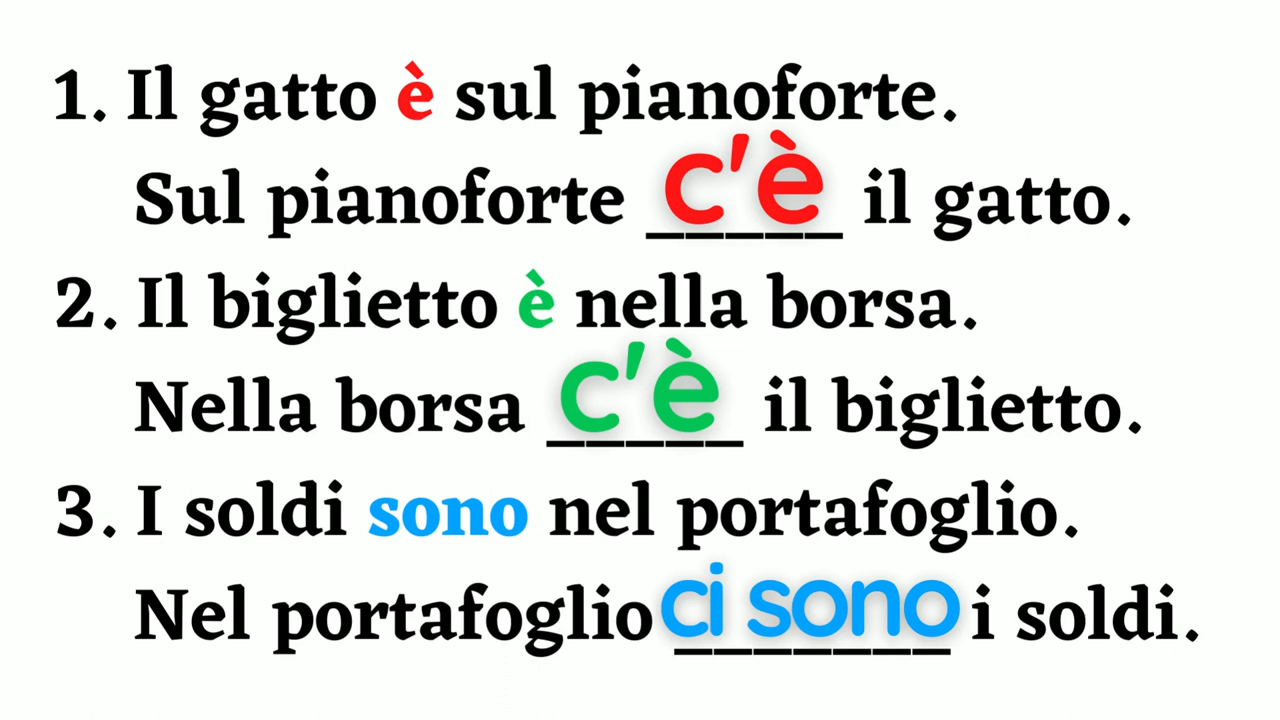 1. Il gatto è sul pianoforte.
Sul pianoforte c'è il gatto.
2. Il biglietto è nella borsa.
Nella borsa c'è il biglietto.
3. I soldi sono nel portafoglio.
Nel portafoglio ci sono i soldi.